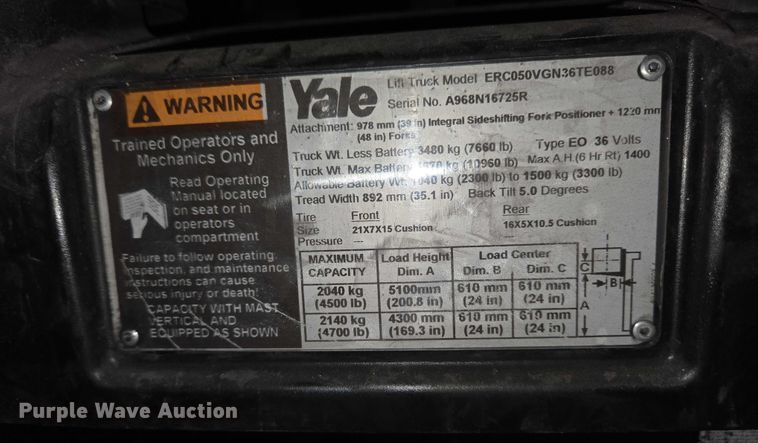 WARNING
Trained Operators and
Mechanics Only
Read Operating
Manual located
on seat or in
operators
compartment
Failure to follow operating
inspection, and maintenance
instructions can cause
serious injury or death!
CAPACITY WITH MAST
VERTICAL AND
EQUIPPED AS SHOWN
Yale
Lift Truck Model ERC050VGN36TE088
Serial No. A968N16725R
Attachment: 978 mm (39 in) Integral Sideshifting Fork Positioner + 1220 mm
(48 in) Forks
Truck Wt. Less Battery 3480 kg (7660 lb) Type EO 36 Volts
Truck Wt. Max Battery 4970 kg (10960 lb) Max A.H.(6 Hr Rt) 1400
Allowable Battery Wt. 1040 kg (2300 lb) to 1500 kg (3300 lb)
Tread Width 892 mm (35.1 in) Back Tilt 5.0 Degrees
Tire Front Rear
Size 21X7X15 Cushion 16X5X10.5 Cushion
Pressure --- ---
MAXIMUM CAPACITY Load Height Dim. A Load Center Dim. B Dim. C
2040 kg 5100mm 610 mm 610 mm
(4500 lb) (200.8 in) (24 in) (24 in)
2140 kg 4300 mm 610 mm 610 mm
(4700 lb) (169.3 in) (24 in) (24 in)
C
B
A
Purple Wave Auction